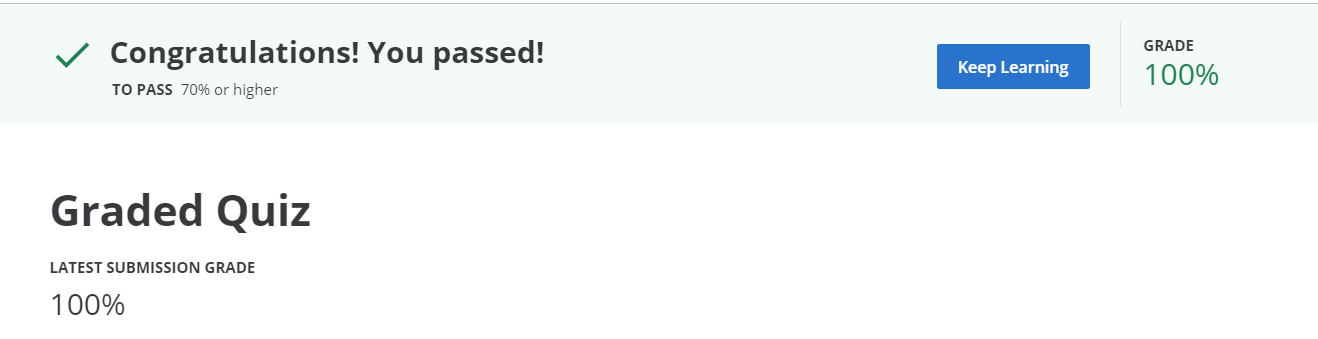 Congratulations! You passed!
TO PASS 70% or higher
Keep Learning
GRADE
100%
Graded Quiz
LATEST SUBMISSION GRADE
100%